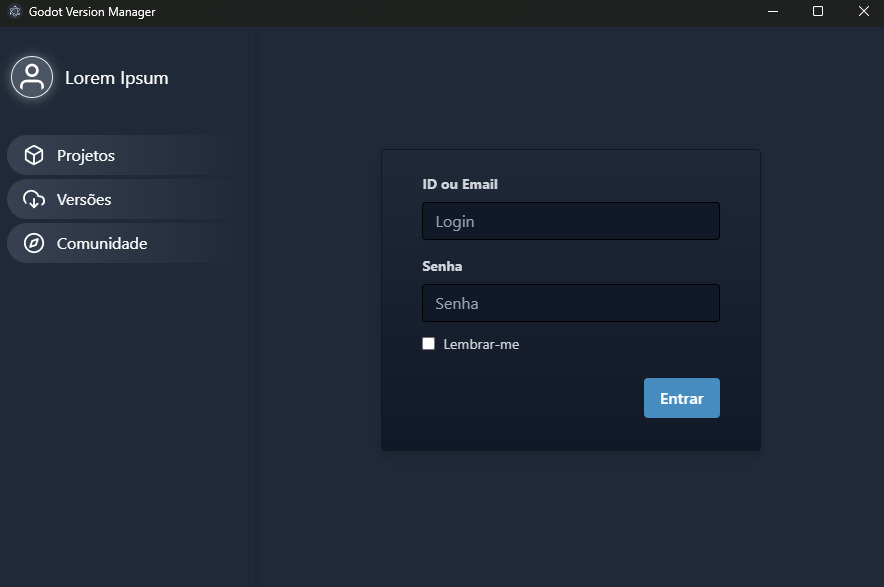 Godot Version Manager
Lorem Ipsum
Projetos
Versões
Comunidade
ID ou Email
Login
Senha
Senha
Lembrar-me
Entrar